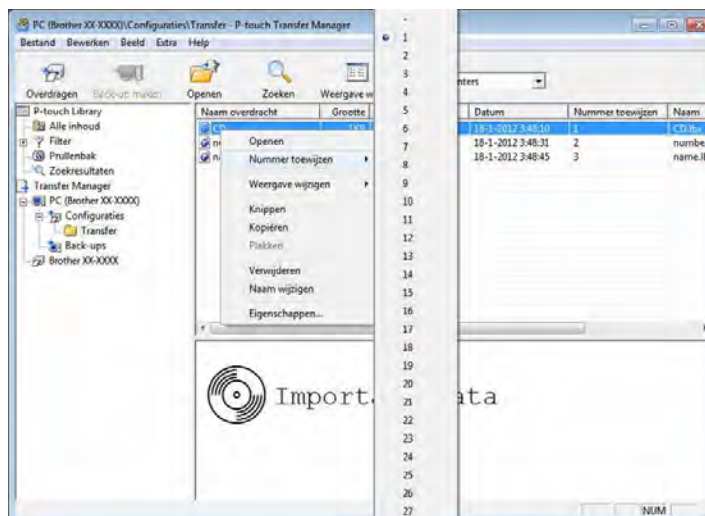 PC (Brother XX-XXXX)\Configuraties\Transfer - P-touch Transfer Manager
Bestand Bewerken Beeld Extra Help
Overdragen Back-up maken Openen Zoeken Weergave
P-touch Library
Alle inhoud
Filter
Prullenbak
Zoekresultaten
Transfer Manager
PC (Brother XX-XXXX)
Configuraties
Transfer
Back-ups
Brother XX-XXXX
Naam overdracht Grootte Datum Nummer toewijzen Naam
CD 18-1-2012 3:48:10 1 CD.lbx
18-1-2012 3:48:31 2
18-1-2012 3:48:45 3
Openen
Nummer toewijzen
Weergave wijzigen
Knippen
Kopiëren
Plakken
Verwijderen
Naam wijzigen
Eigenschappen...
-
1
2
3
4
5
6
7
8
9
10
11
12
13
14
15
16
17
18
19
20
21
22
23
24
25
26
27
Import ata
NUM